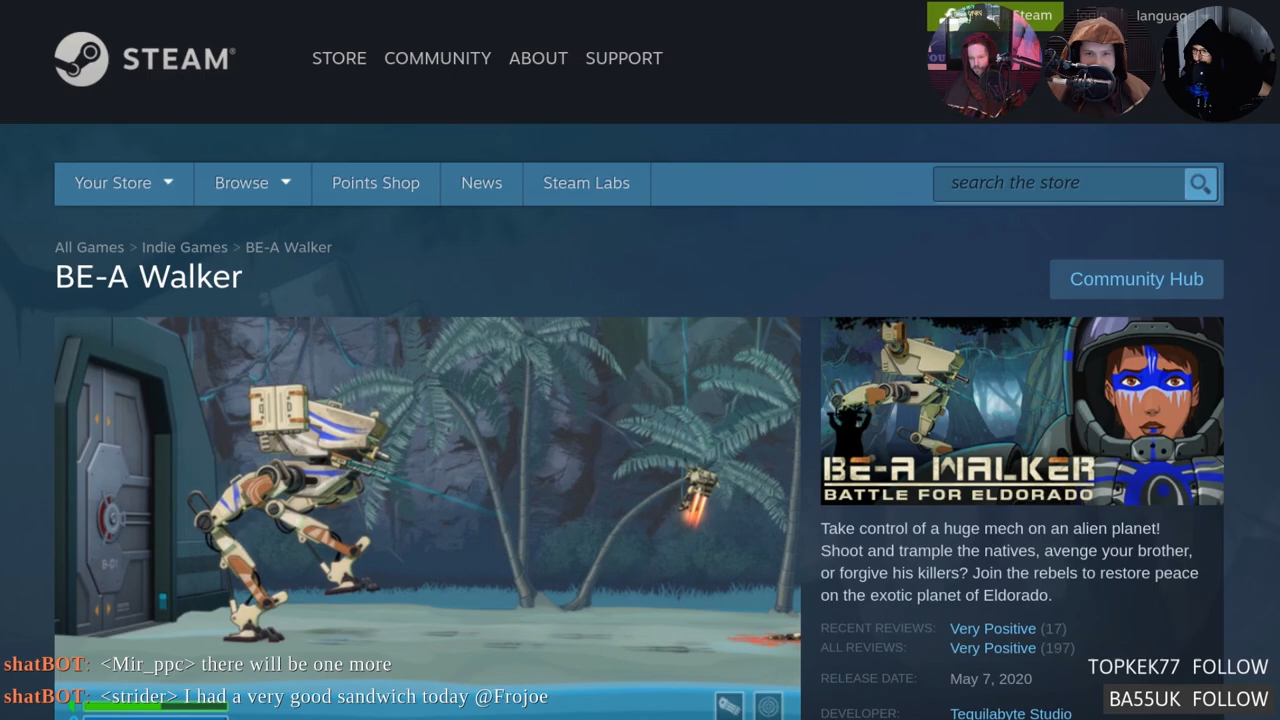 STEAM®
STORE COMMUNITY ABOUT SUPPORT
Steam login language
Your Store Browse Points Shop News Steam Labs
search the store
All Games > Indie Games > BE-A Walker
BE-A Walker
Community Hub
B-01
BE-A WALKER
BATTLE FOR ELDORADO
Take control of a huge mech on an alien planet!
Shoot and trample the natives, avenge your brother,
or forgive his killers? Join the rebels to restore peace
on the exotic planet of Eldorado.
RECENT REVIEWS: Very Positive (17)
ALL REVIEWS: Very Positive (197)
RELEASE DATE: May 7, 2020
DEVELOPER: Tequilabyte Studio
shatBOT: <Mir_ppc> there will be one more
shatBOT: <strider> I had a very good sandwich today @Frojoe
TOPKEK77 FOLLOW
BA55UK FOLLOW